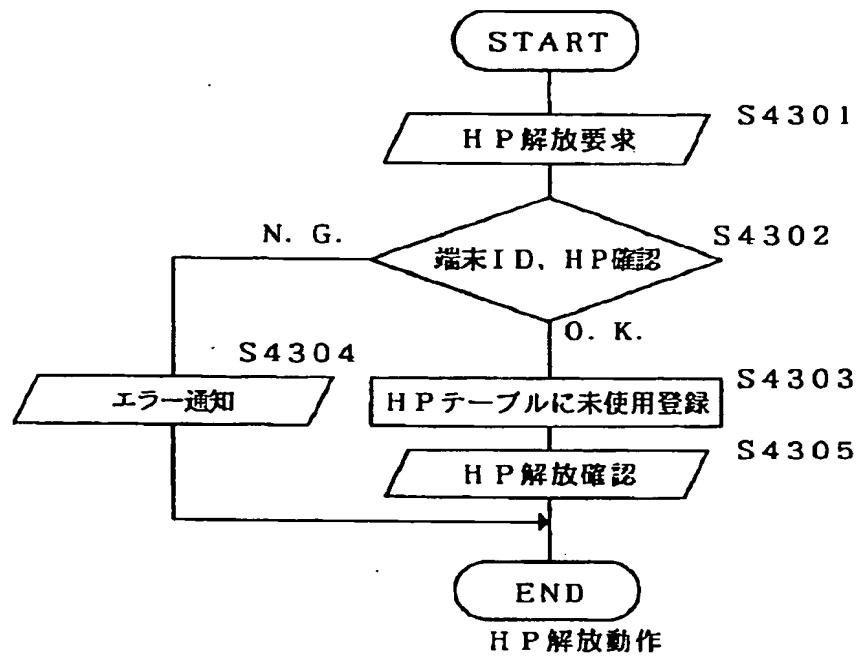 START
S4301
HP解放要求
N. G.
S4302
端末ID, HP確認
O. K.
S4304
エラー通知
S4303
HPテーブルに未使用登録
S4305
HP解放確認
END
HP解放動作